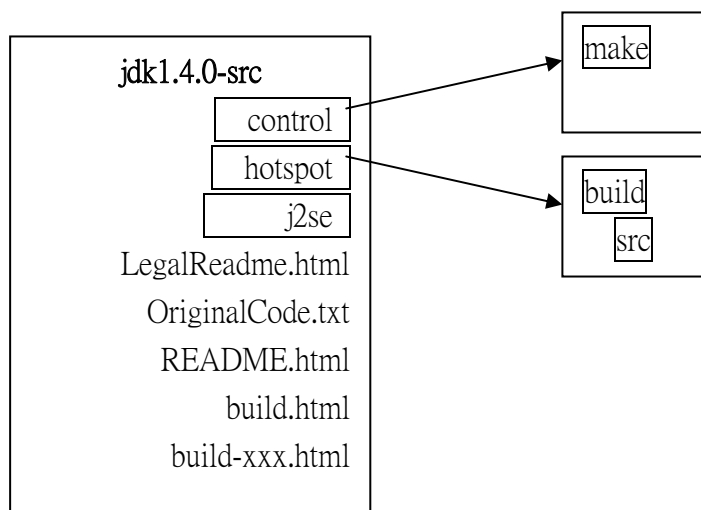 jdk1.4.0-src
control
hotspot
j2se
LegalReadme.html
OriginalCode.txt
README.html
build.html
build-xxx.html
make
build
src